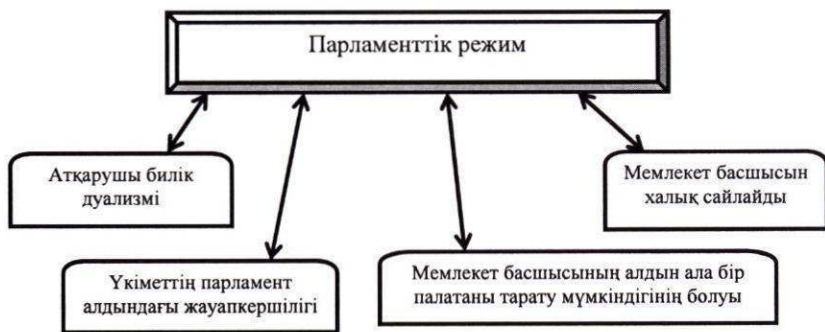 Парламенттік режим
Атқарушы билик
дуализмі
Мемлекет басшысын
халық сайлайды
Үкіметтің парламент
алдындағы жауапкершілігі
Мемлекет басшысының алдын ала бір
палатаны тарату мүмкіндігінің болуы